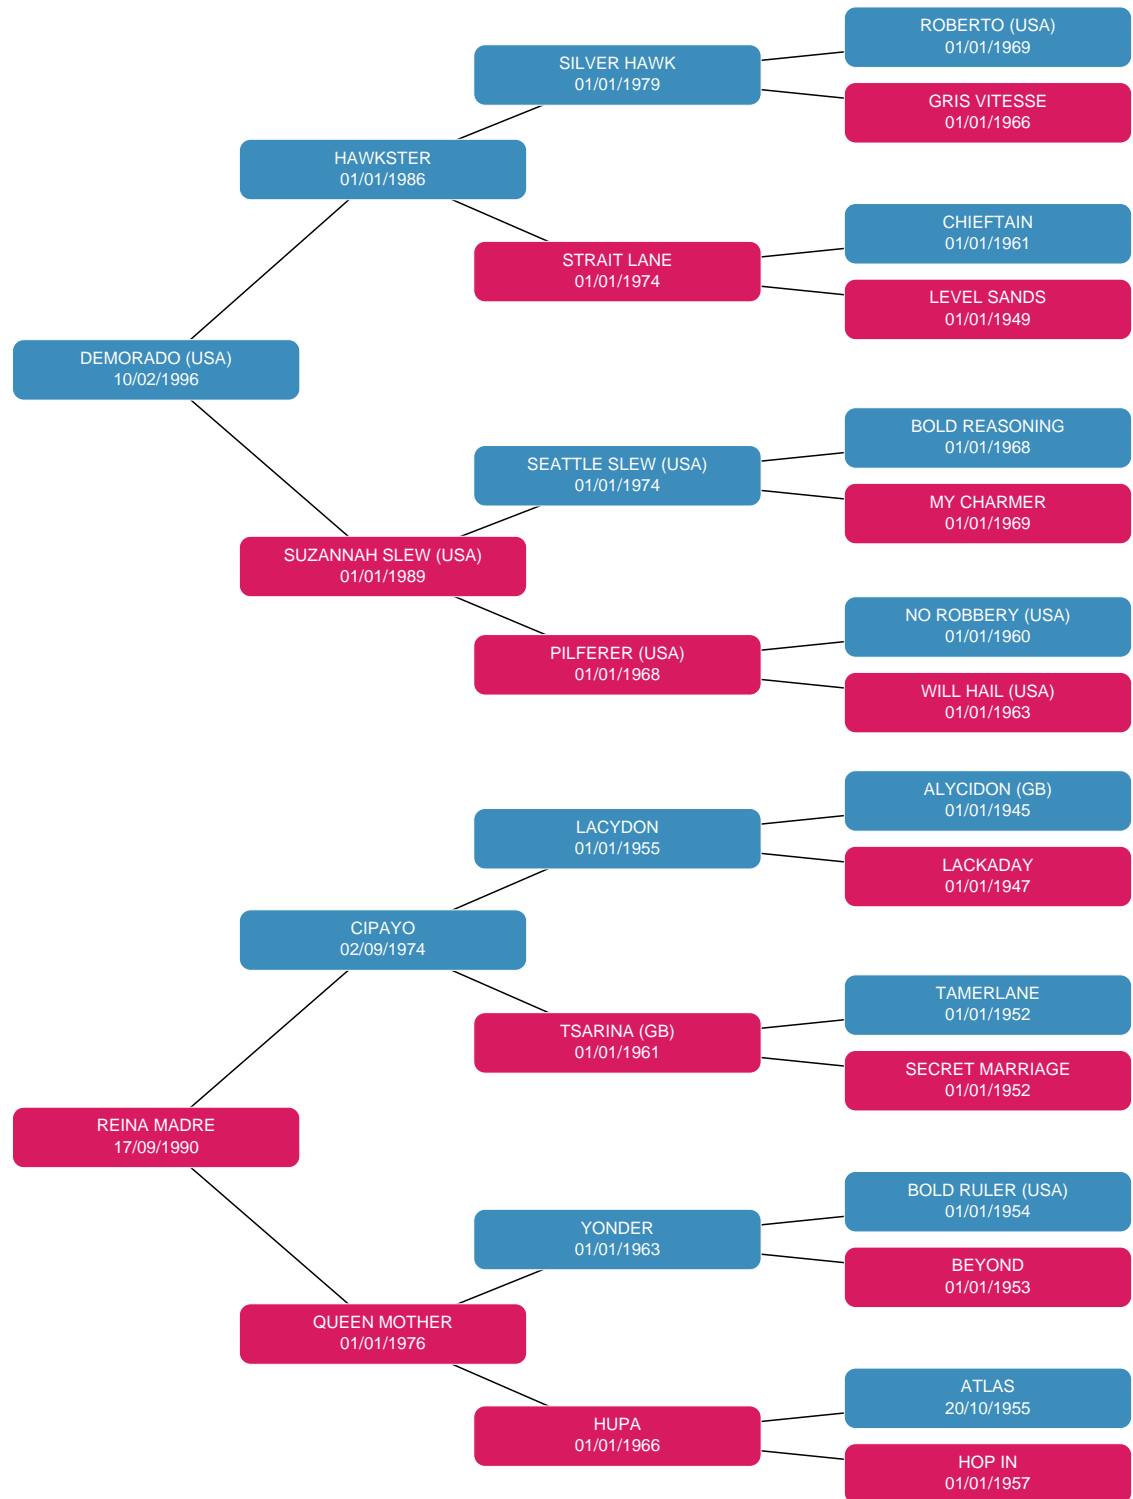 ROBERTO (USA)
01/01/1969
SILVER HAWK
01/01/1979
GRIS VITESSE
01/01/1966
HAWKSTER
01/01/1986
CHIEFTAIN
01/01/1961
STRAIT LANE
01/01/1974
LEVEL SANDS
01/01/1949
DEMORADO (USA)
10/02/1996
BOLD REASONING
01/01/1968
SEATTLE SLEW (USA)
01/01/1974
MY CHARMER
01/01/1969
SUZANNAH SLEW (USA)
01/01/1989
NO ROBBERY (USA)
01/01/1960
PILFERER (USA)
01/01/1968
WILL HAIL (USA)
01/01/1963
ALYCIDON (GB)
01/01/1945
LACYDON
01/01/1955
LACKADAY
01/01/1947
CIPAYO
02/09/1974
TAMERLANE
01/01/1952
TSARINA (GB)
01/01/1961
SECRET MARRIAGE
01/01/1952
REINA MADRE
17/09/1990
BOLD RULER (USA)
01/01/1954
YONDER
01/01/1963
BEYOND
01/01/1953
QUEEN MOTHER
01/01/1976
ATLAS
20/10/1955
HUPA
01/01/1966
HOP IN
01/01/1957